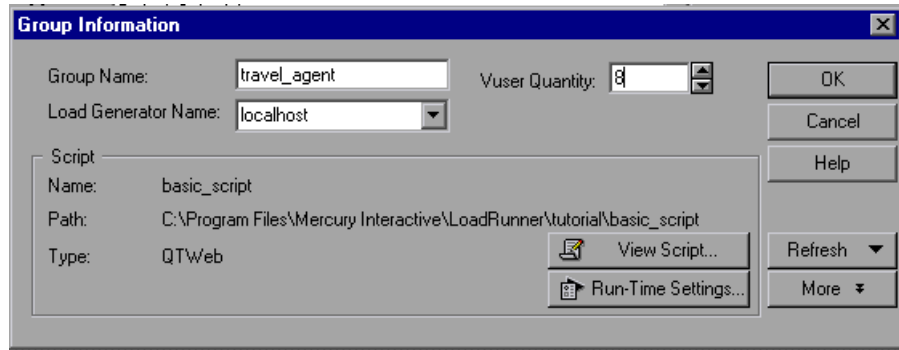 Group Information
Group Name: travel_agent Vuser Quantity: 8 OK
Load Generator Name: localhost Cancel
Script Help
Name: basic_script
Path: C:\Program Files\Mercury Interactive\LoadRunner\tutorial\basic_script
Type: QTWeb View Script... Refresh
Run-Time Settings... More